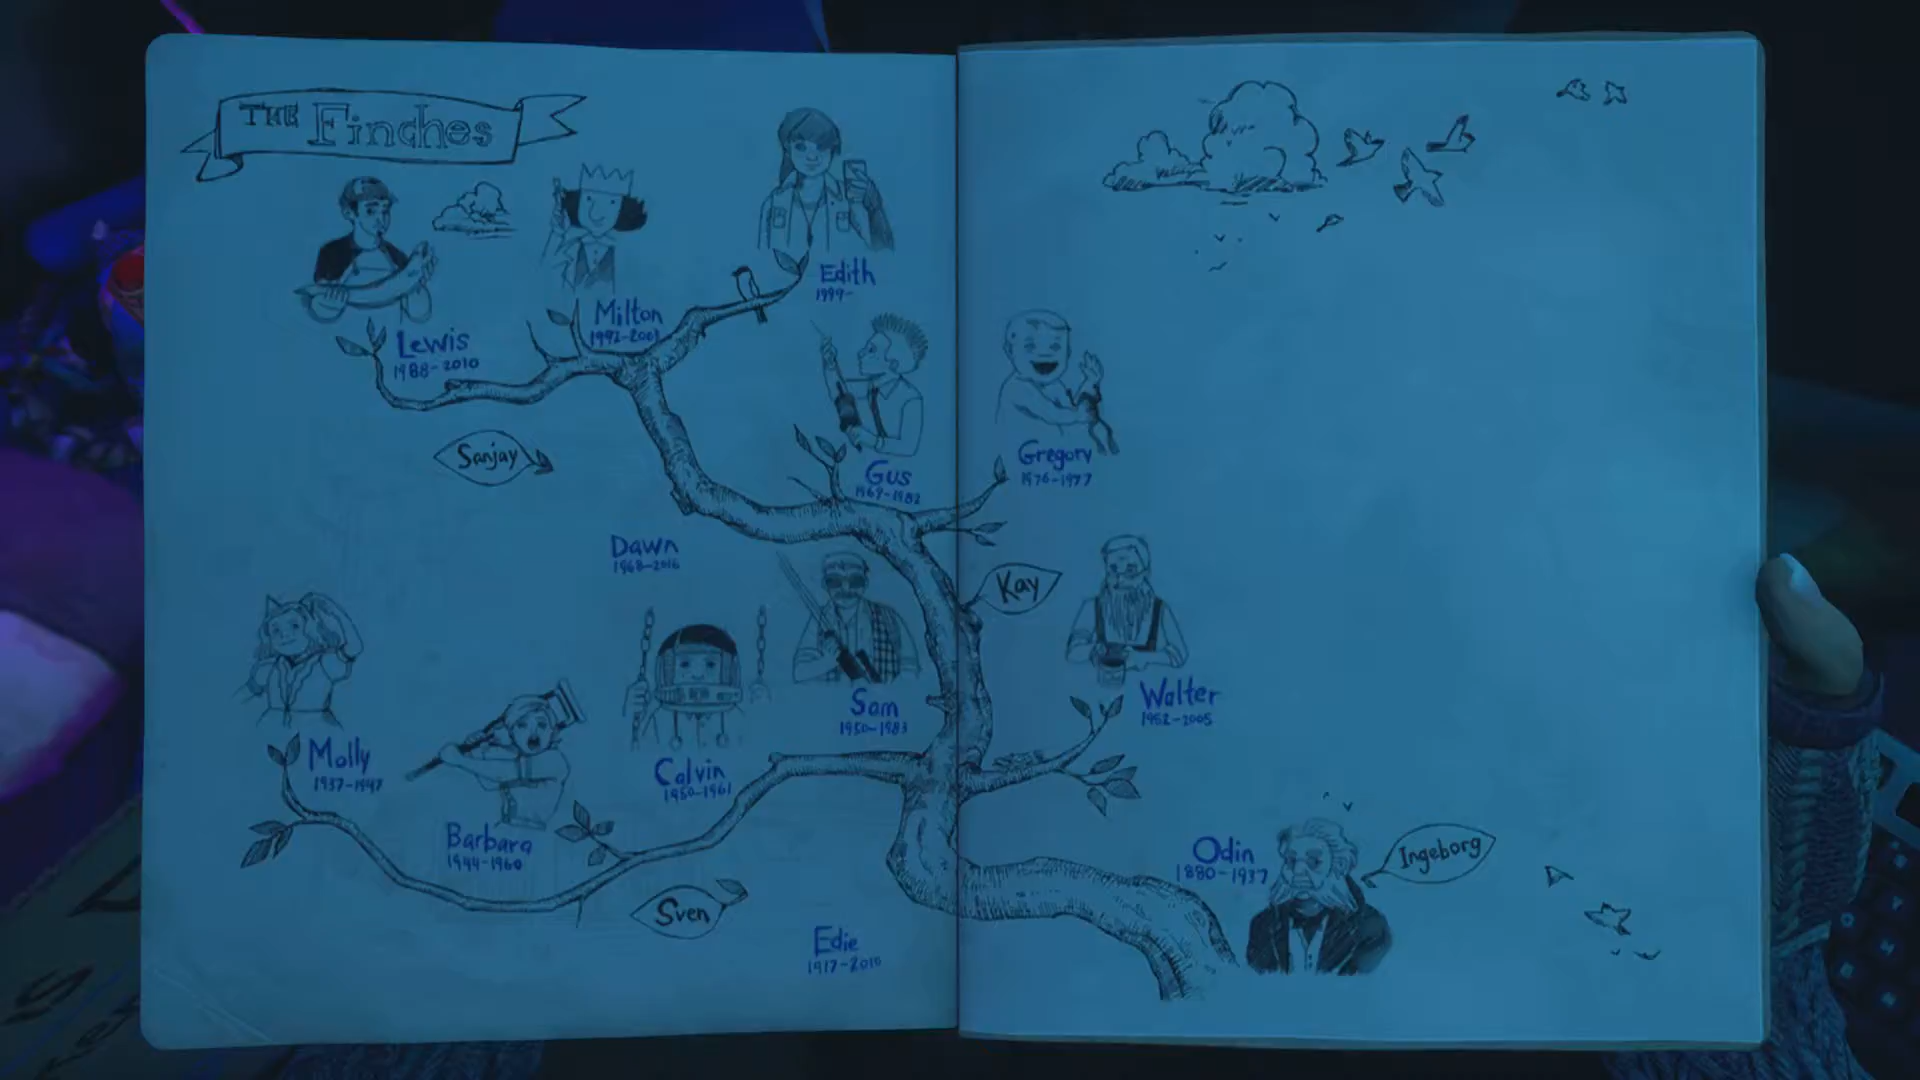 THE Finches
Lewis
1988-2010
Milton
1992-2001
Edith
1999-
Sanjay
Gus
1969-1982
Gregory
1976-1977
Dawn
1968-2016
Kay
Molly
1937-1947
Barbara
1944-1960
Calvin
1950-1961
Sam
1950-1983
Walter
1952-2005
Sven
Edie
1917-2010
Odin
1880-1937
Ingeborg